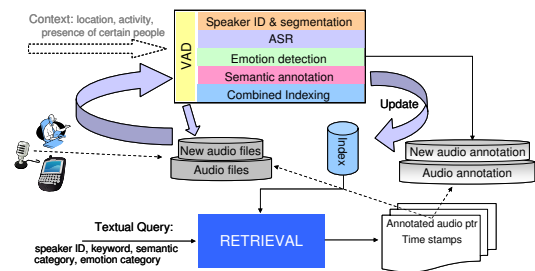 Context: location, activity,
presence of certain people
VAD
Speaker ID & segmentation
ASR
Emotion detection
Semantic annotation
Combined Indexing
Update
New audio files
Audio files
Index
New audio annotation
Audio annotation
Textual Query:
speaker ID, keyword, semantic
category, emotion category
RETRIEVAL
Annotated audio ptr
Time stamps